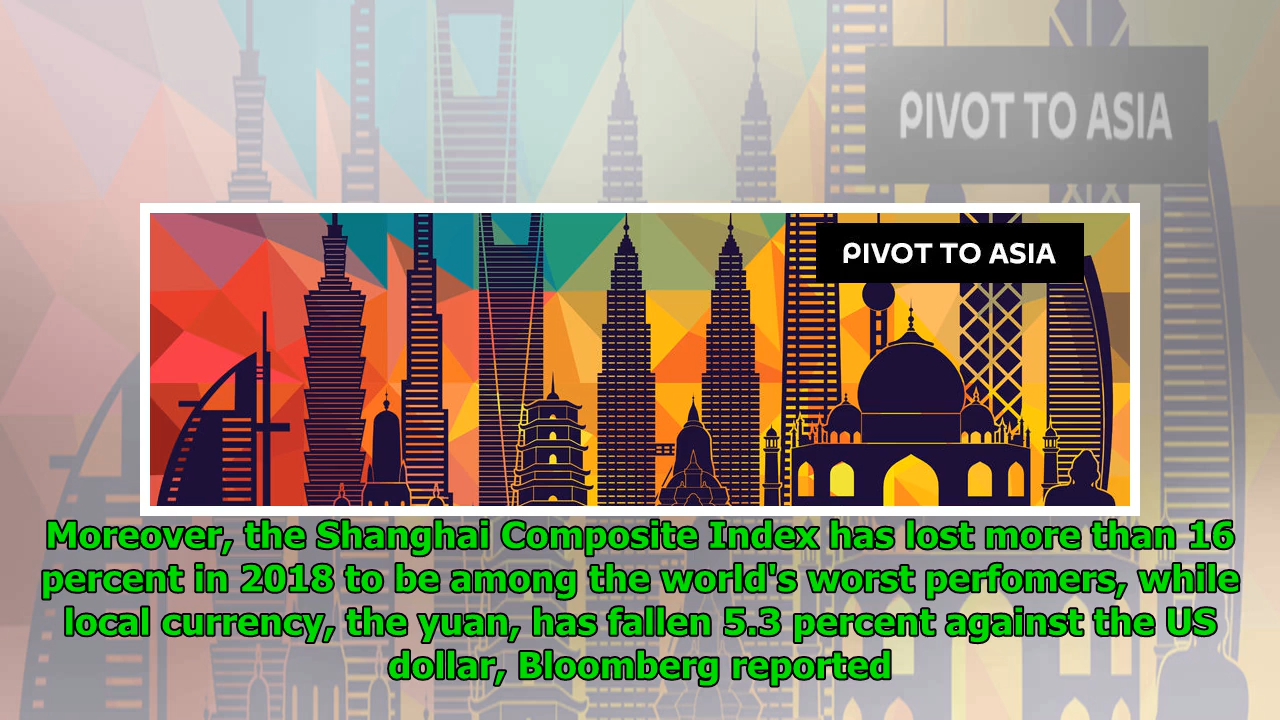 PIVOT TO ASIA
PIVOT TO ASIA
Moreover, the Shanghai Composite Index has lost more than 16
percent in 2018 to be among the world's worst perfomers, while
local currency, the yuan, has fallen 5.3 percent against the US
dollar, Bloomberg reported